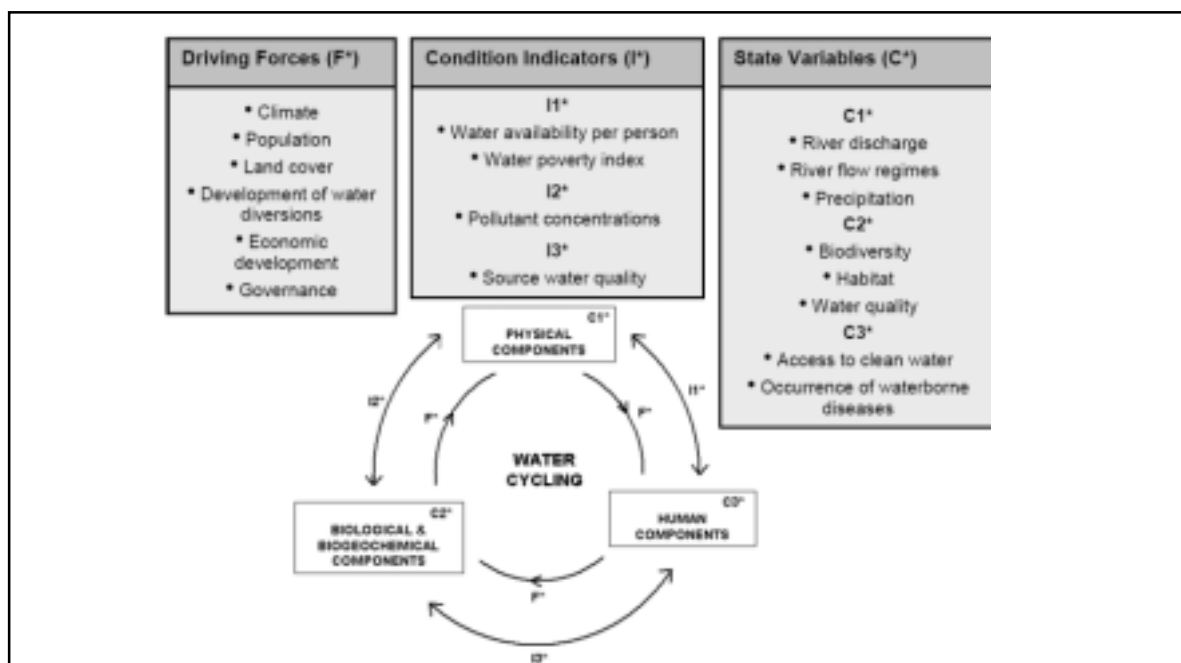 Driving Forces (F*)
* Climate
* Population
* Land cover
* Development of water
diversions
* Economic
development
* Governance
Condition Indicators (I*)
I1*
* Water availability per person
* Water poverty index
I2*
* Pollutant concentrations
I3*
* Source water quality
State Variables (C*)
C1*
* River discharge
* River flow regimes
* Precipitation
C2*
* Biodiversity
* Habitat
* Water quality
C3*
* Access to clean water
* Occurrence of waterborne
diseases
C1*
PHYSICAL
COMPONENTS
I2*
I1*
F*
F*
WATER
CYCLING
C2*
BIOLOGICAL &
BIOGEOCHEMICAL
COMPONENTS
C3*
HUMAN
COMPONENTS
F*
I3*